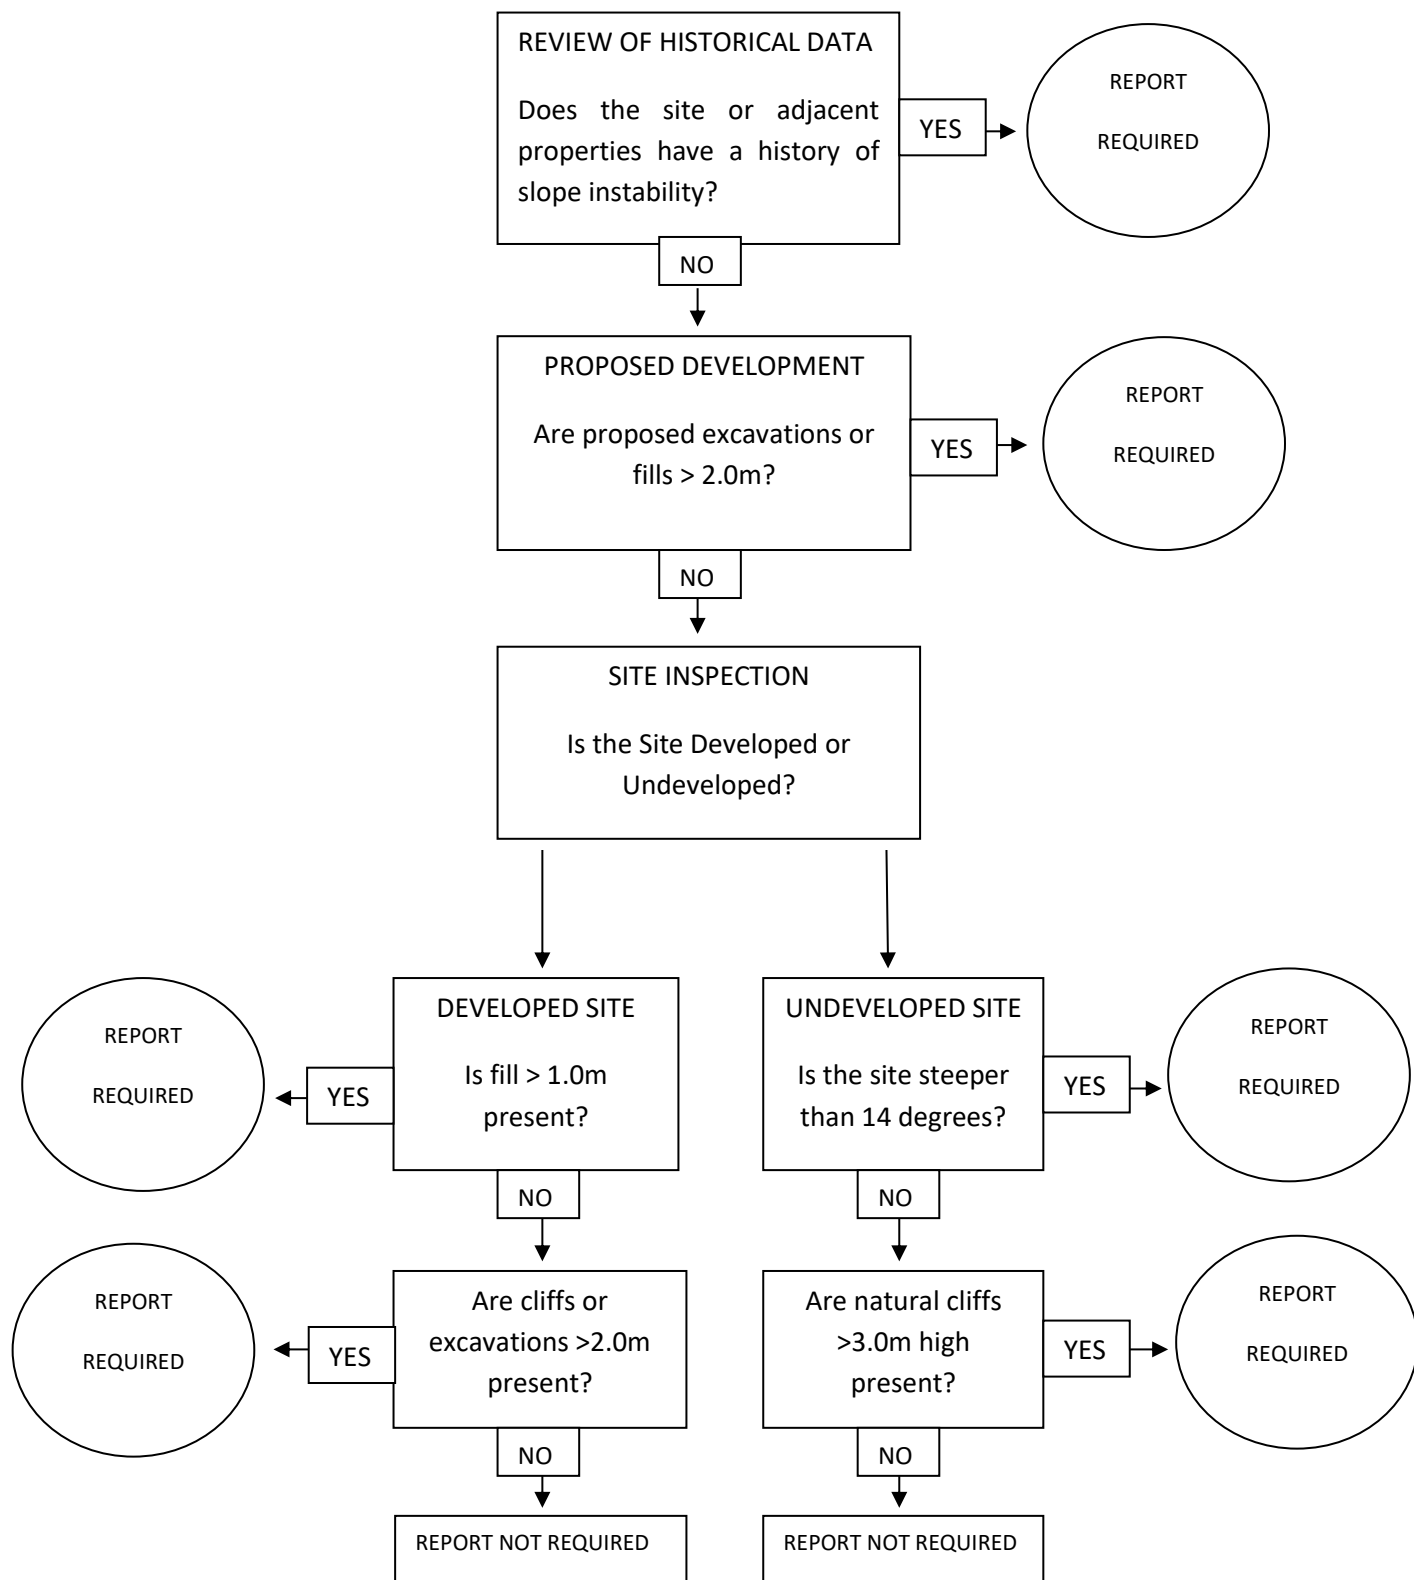 REVIEW OF HISTORICAL DATA
Does the site or adjacent
properties have a history of
slope instability?
YES
REPORT
REQUIRED
NO
PROPOSED DEVELOPMENT
Are proposed excavations or
fills > 2.0m?
YES
REPORT
REQUIRED
NO
SITE INSPECTION
Is the Site Developed or
Undeveloped?
DEVELOPED SITE
Is fill > 1.0m
present?
YES
REPORT
REQUIRED
NO
Are cliffs or
excavations >2.0m
present?
YES
REPORT
REQUIRED
NO
REPORT NOT REQUIRED
UNDEVELOPED SITE
Is the site steeper
than 14 degrees?
YES
REPORT
REQUIRED
NO
Are natural cliffs
>3.0m high
present?
YES
REPORT
REQUIRED
NO
REPORT NOT REQUIRED